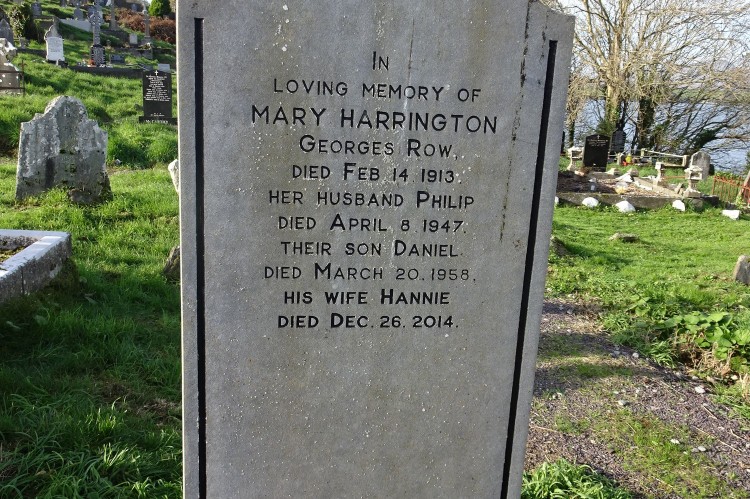 In
loving memory of
MARY HARRINGTON
Georges Row,
died Feb 14. 1913.
her husband Philip
died April 8. 1947.
their son Daniel.
died March 20. 1958.
his wife Hannie
died Dec. 26. 2014.